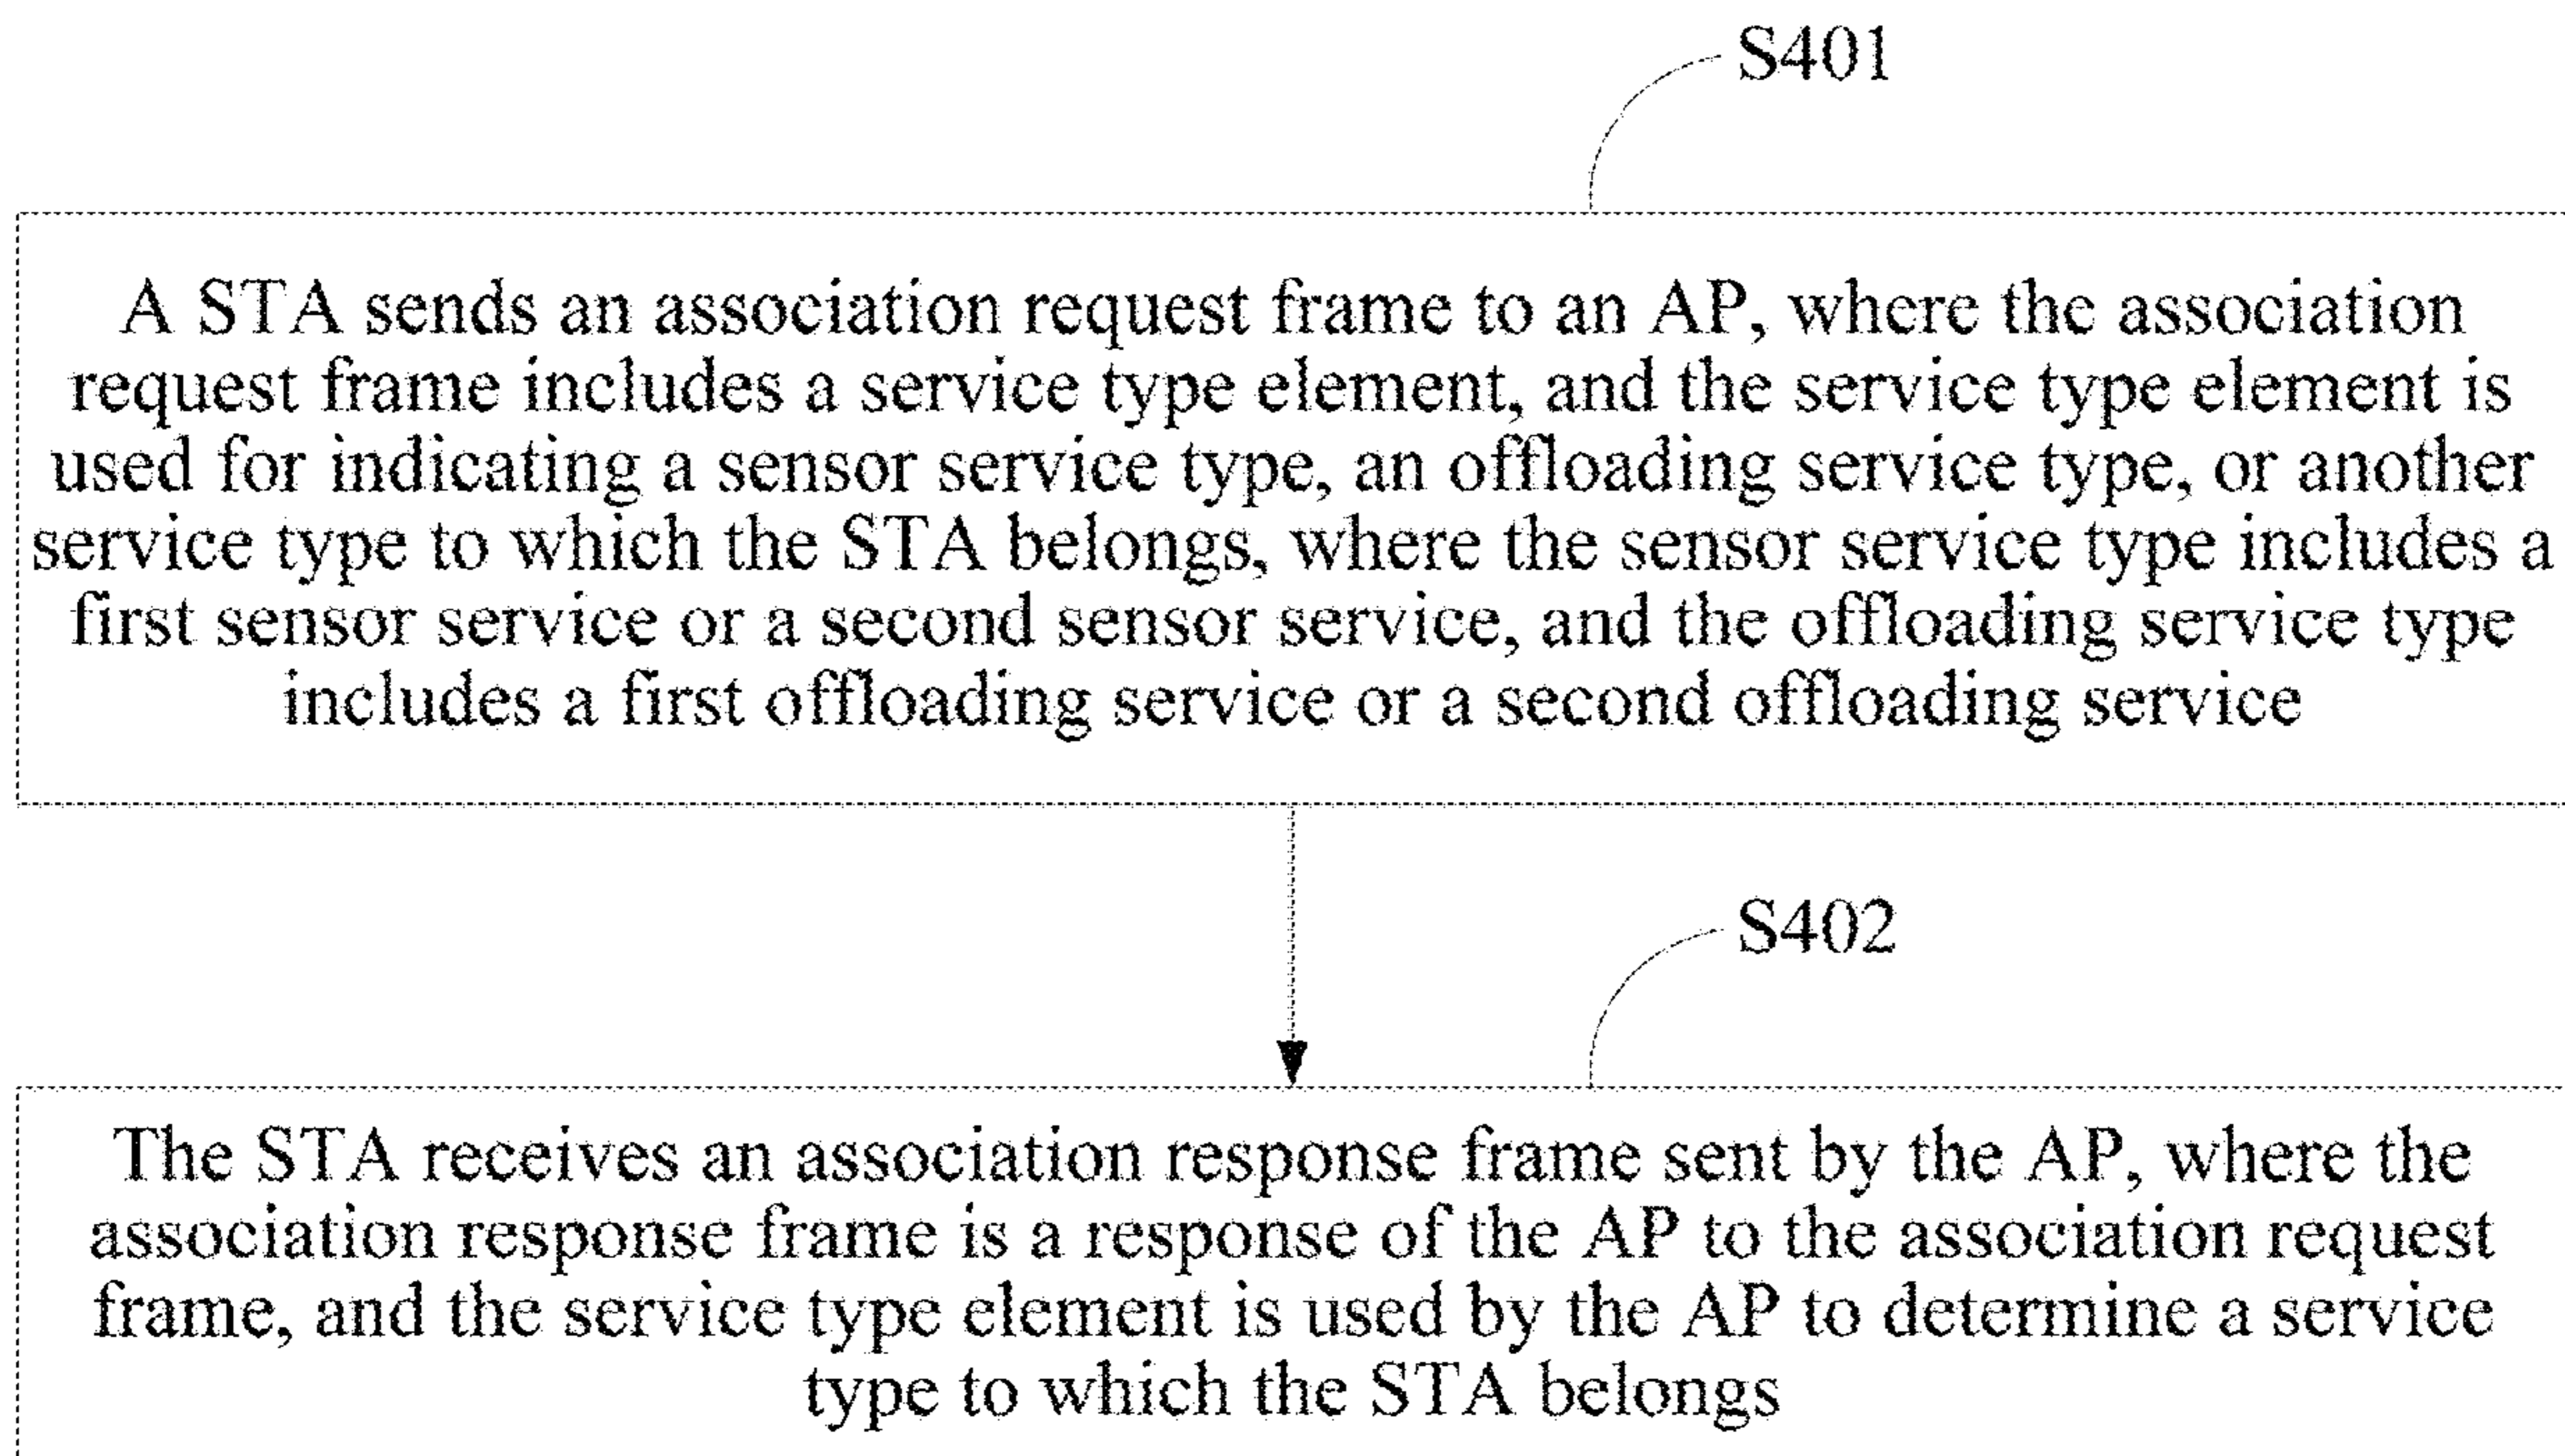 S401
A STA sends an association request frame to an AP, where the association
request frame includes a service type element, and the service type element is
used for indicating a sensor service type, an offloading service type, or another
service type to which the STA belongs, where the sensor service type includes a
first sensor service or a second sensor service, and the offloading service type
includes a first offloading service or a second offloading service
S402
The STA receives an association response frame sent by the AP, where the
association response frame is a response of the AP to the association request
frame, and the service type element is used by the AP to determine a service
type to which the STA belongs